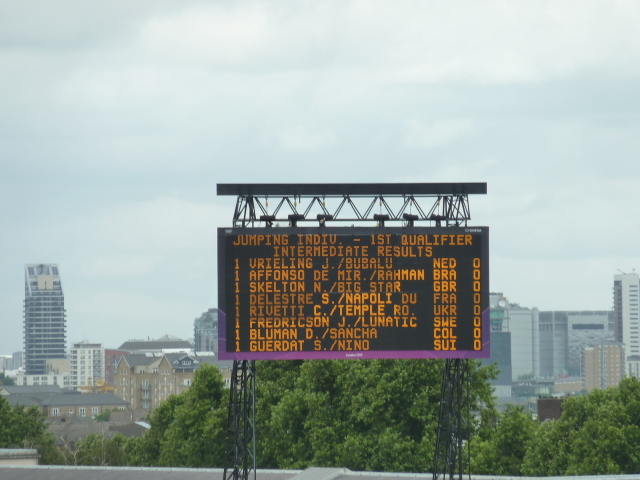 JUMPING INDIV. - 1ST QUALIFIER
INTERMEDIATE RESULTS
1 VRIELING J./BUBALU NED 0
1 AFFONSO DE MIR./RAHMAN BRA 0
1 SKELTON N./BIG STAR GBR 0
1 DELESTRE S./NAPOLI DU FRA 0
1 RIVETTI C./TEMPLE RO. UKR 0
1 FREDRICSON J./LUNATIC SWE 0
1 BLUMAN D./SANCHA COL 0
1 GUERDAT S./NINO SUI 0